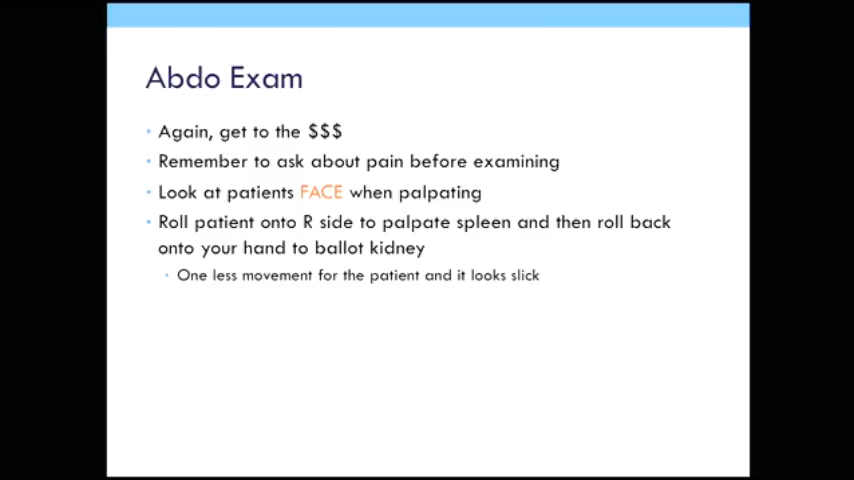 Abdo Exam
• Again, get to the $$$
• Remember to ask about pain before examining
• Look at patients FACE when palpating
• Roll patient onto R side to palpate spleen and then roll back
onto your hand to ballot kidney
• One less movement for the patient and it looks slick